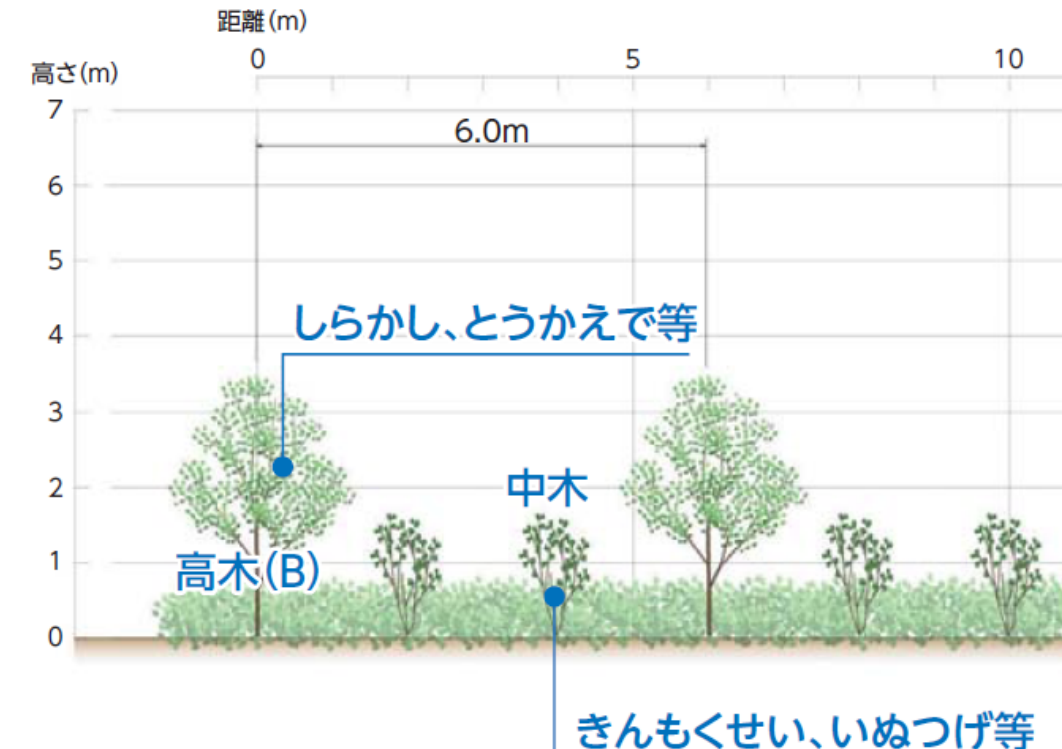 距離(m)
0 5 10
高さ(m)
7
6.0m
6
5
しらかし、とうかえで等
4
3
2
中木
1
高木(B)
0
きんもくせい、いぬつげ等